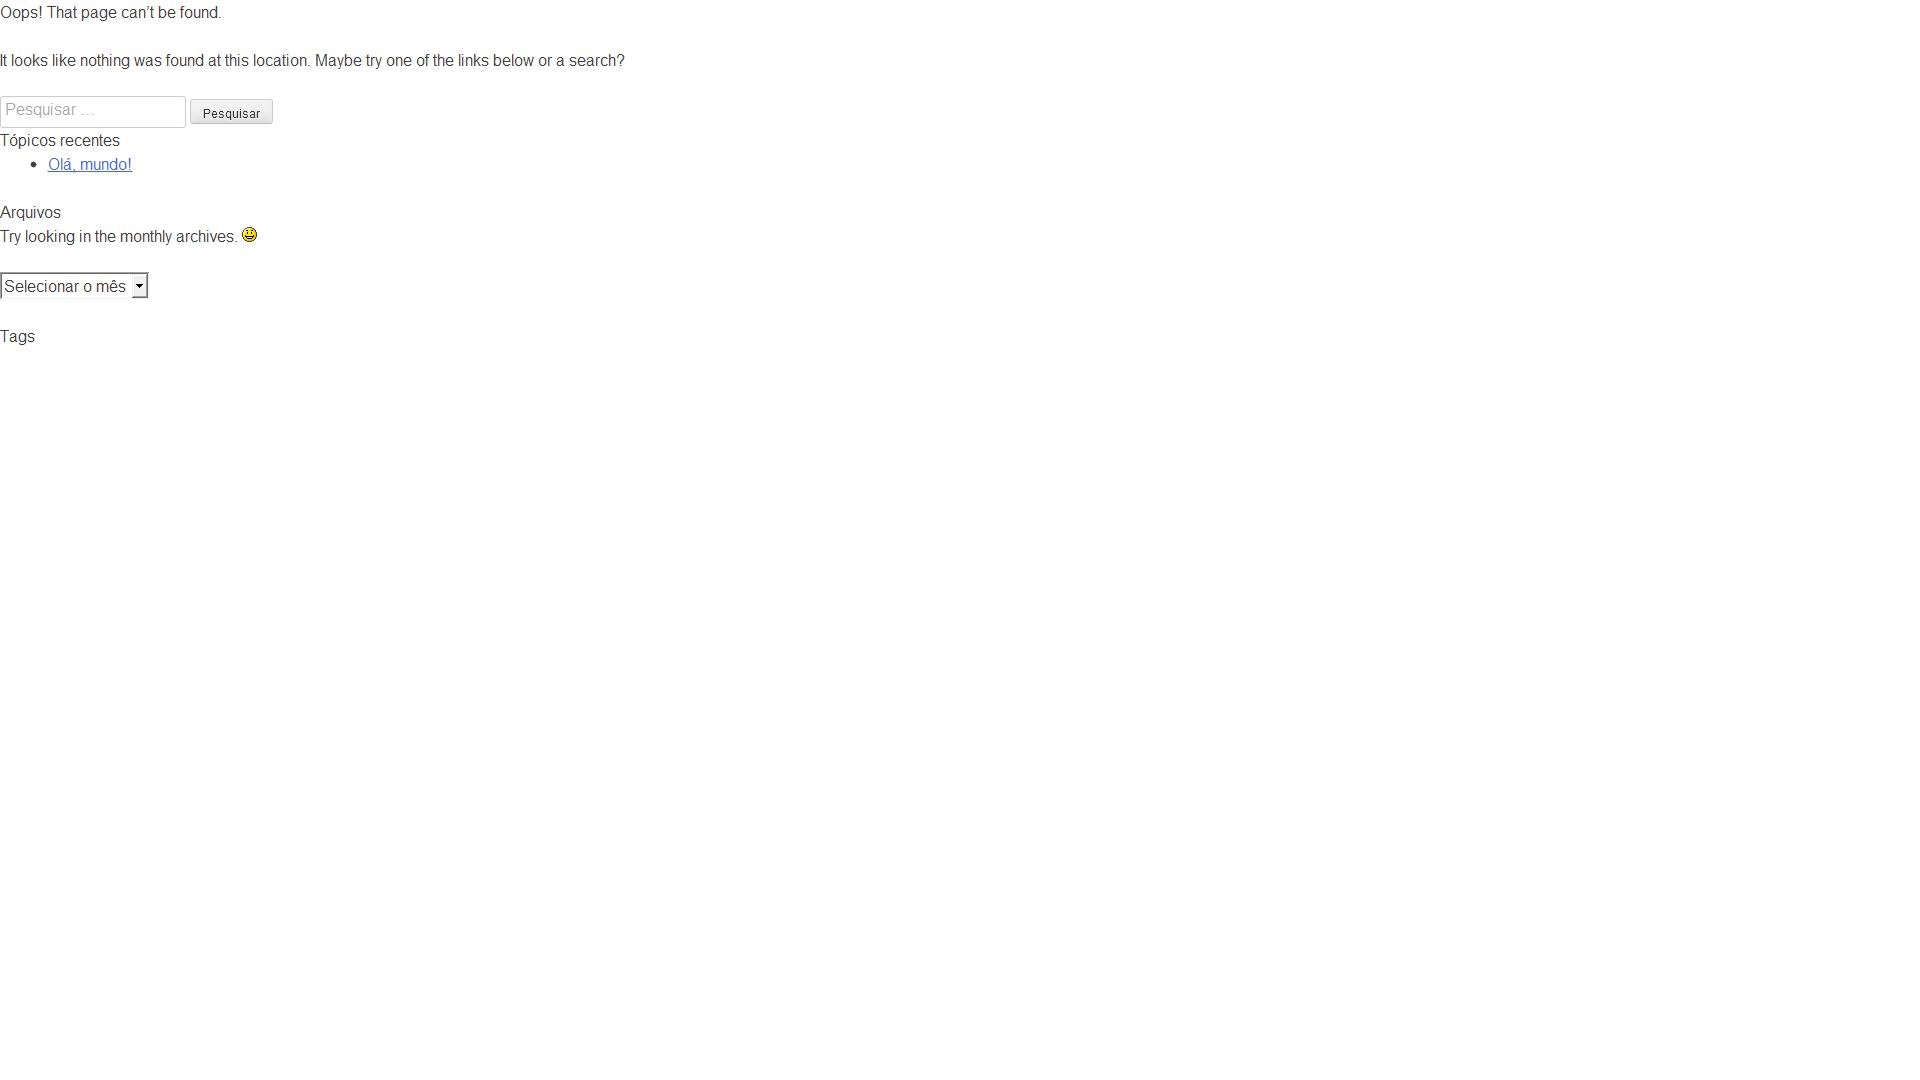 Oops! That page can’t be found.
It looks like nothing was found at this location. Maybe try one of the links below or a search?
Pesquisar …
Pesquisar
Tópicos recentes
Olá, mundo!
Arquivos
Try looking in the monthly archives.
Selecionar o mês
Tags